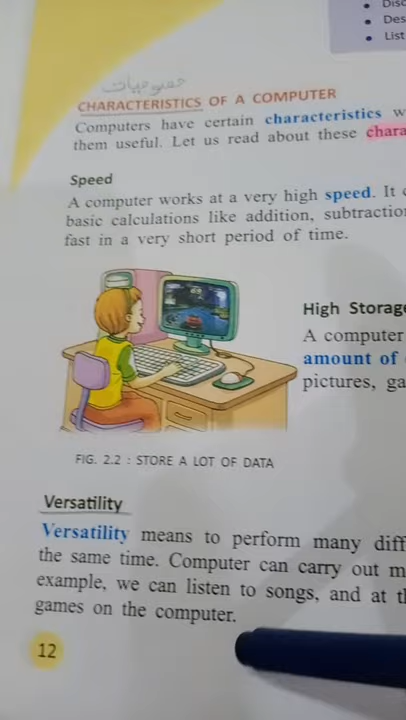 Disc
Des
List
خصوصیات
CHARACTERISTICS OF A COMPUTER
Computers have certain characteristics w
them useful. Let us read about these chara
Speed
A computer works at a very high speed. It c
basic calculations like addition, subtraction
fast in a very short period of time.
High Storage
A computer
amount of
pictures, ga
FIG. 2.2 : STORE A LOT OF DATA
Versatility
Versatility means to perform many diff
the same time. Computer can carry out m
example, we can listen to songs, and at th
games on the computer.
12